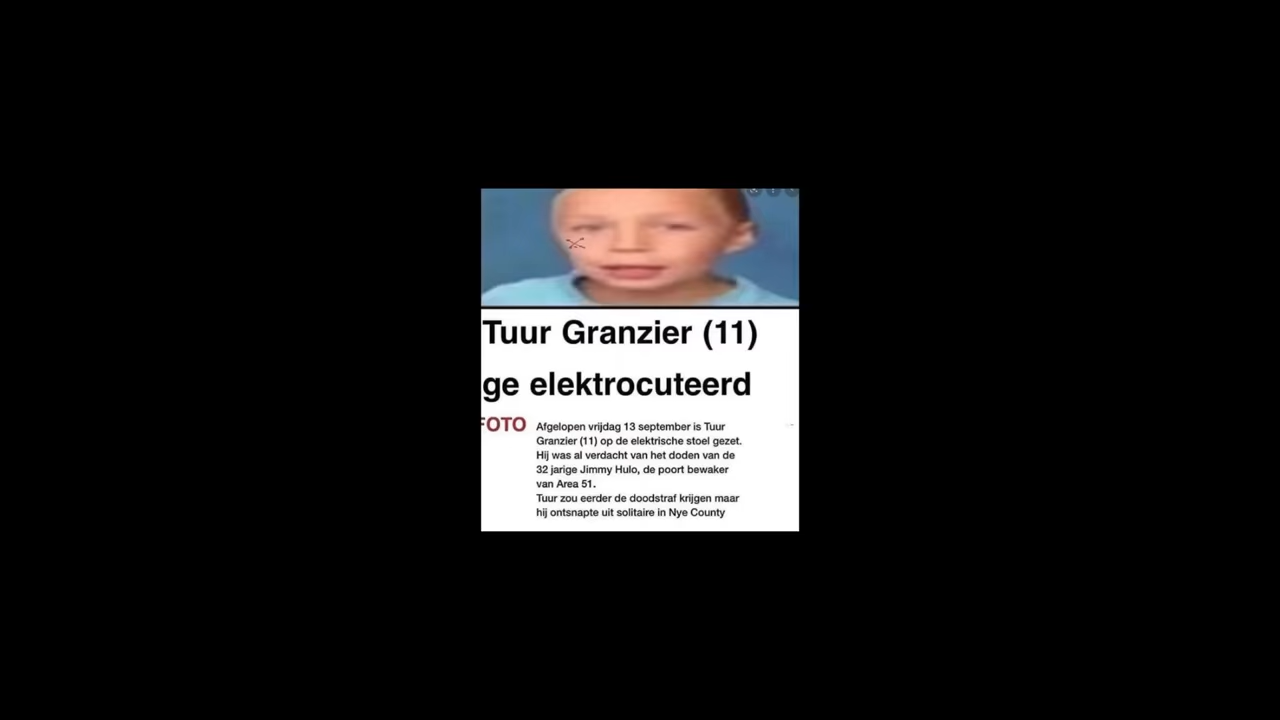 Tuur Granzier (11)
ge elektrocuteerd
FOTO
Afgelopen vrijdag 13 september is Tuur
Granzier (11) op de elektrische stoel gezet.
Hij was al verdacht van het doden van de
32 jarige Jimmy Hulo, de poort bewaker
van Area 51.
Tuur zou eerder de doodstraf krijgen maar
hij ontsnapte uit solitaire in Nye County